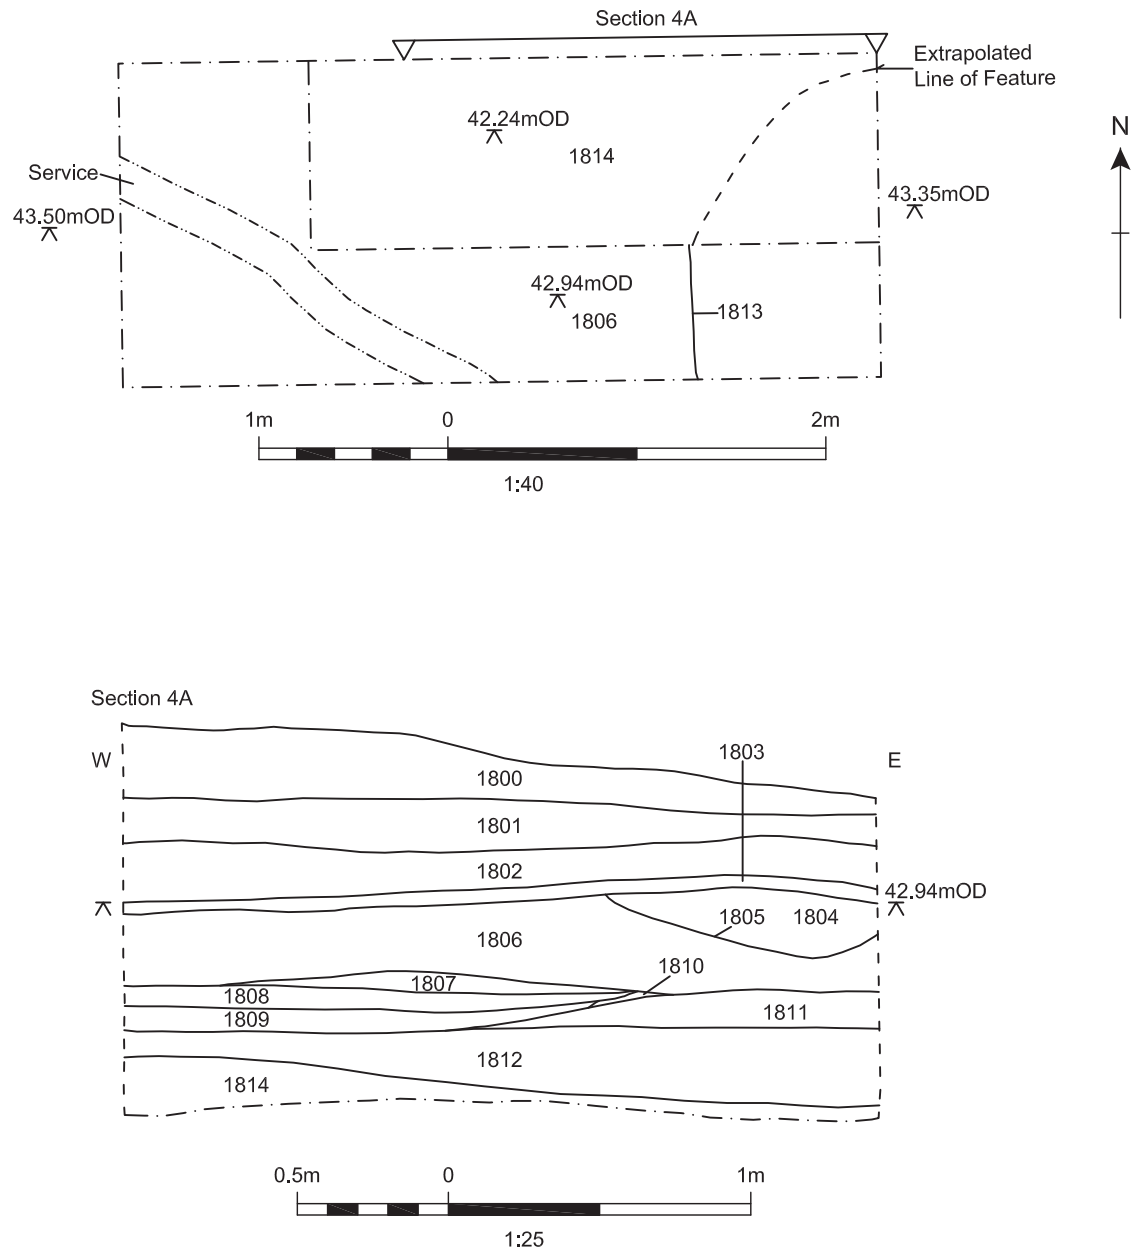 Section 4A
Extrapolated
Line of Feature
42.24mOD
1814
N
Service
43.50mOD
43.35mOD
42.94mOD
1806
1813
1m 0 2m
1:40
Section 4A
W
1803
E
1800
1801
1802
42.94mOD
1805 1804
1806
1810
1807
1808
1811
1809
1812
1814
0.5m 0 1m
1:25